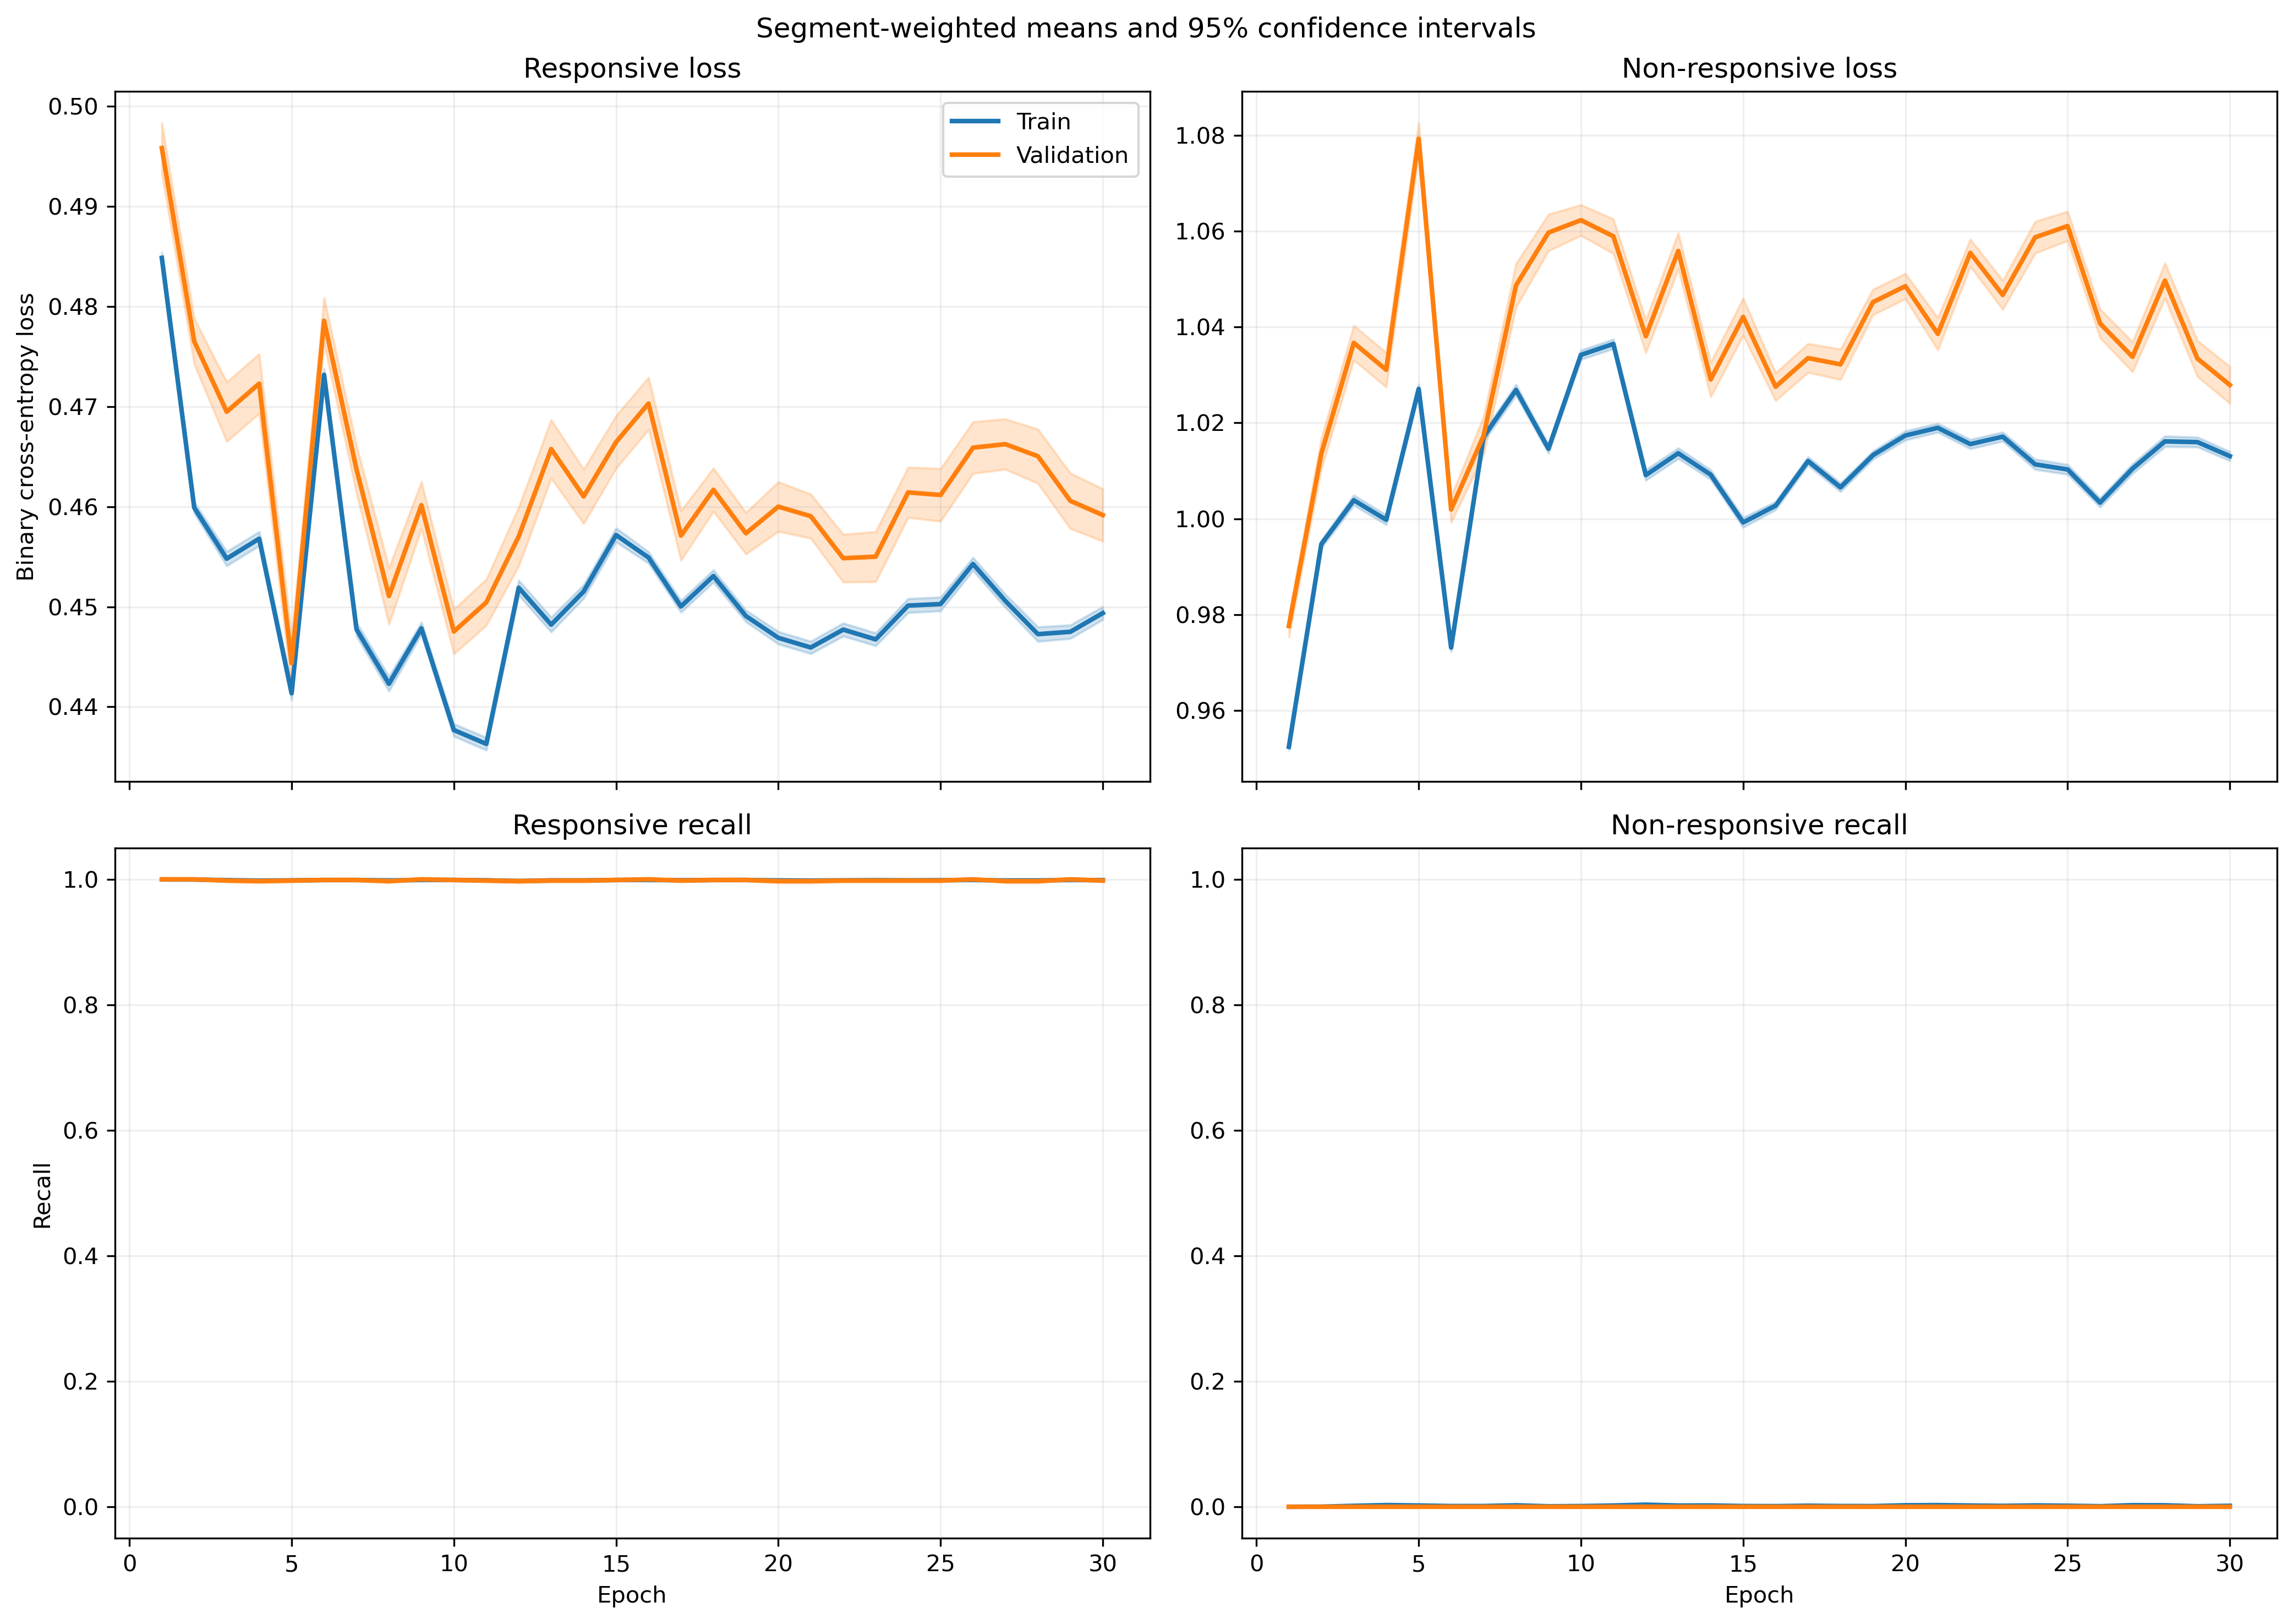 Segment-weighted means and 95% confidence intervals
Responsive loss
Non-responsive loss
Binary cross-entropy loss
0.50
0.49
0.48
0.47
0.46
0.45
0.44
Train
Validation
1.08
1.06
1.04
1.02
1.00
0.98
0.96
Responsive recall
Non-responsive recall
Recall
1.0
0.8
0.6
0.4
0.2
0.0
0 5 10 15 20 25 30
Epoch
1.0
0.8
0.6
0.4
0.2
0.0
0 5 10 15 20 25 30
Epoch